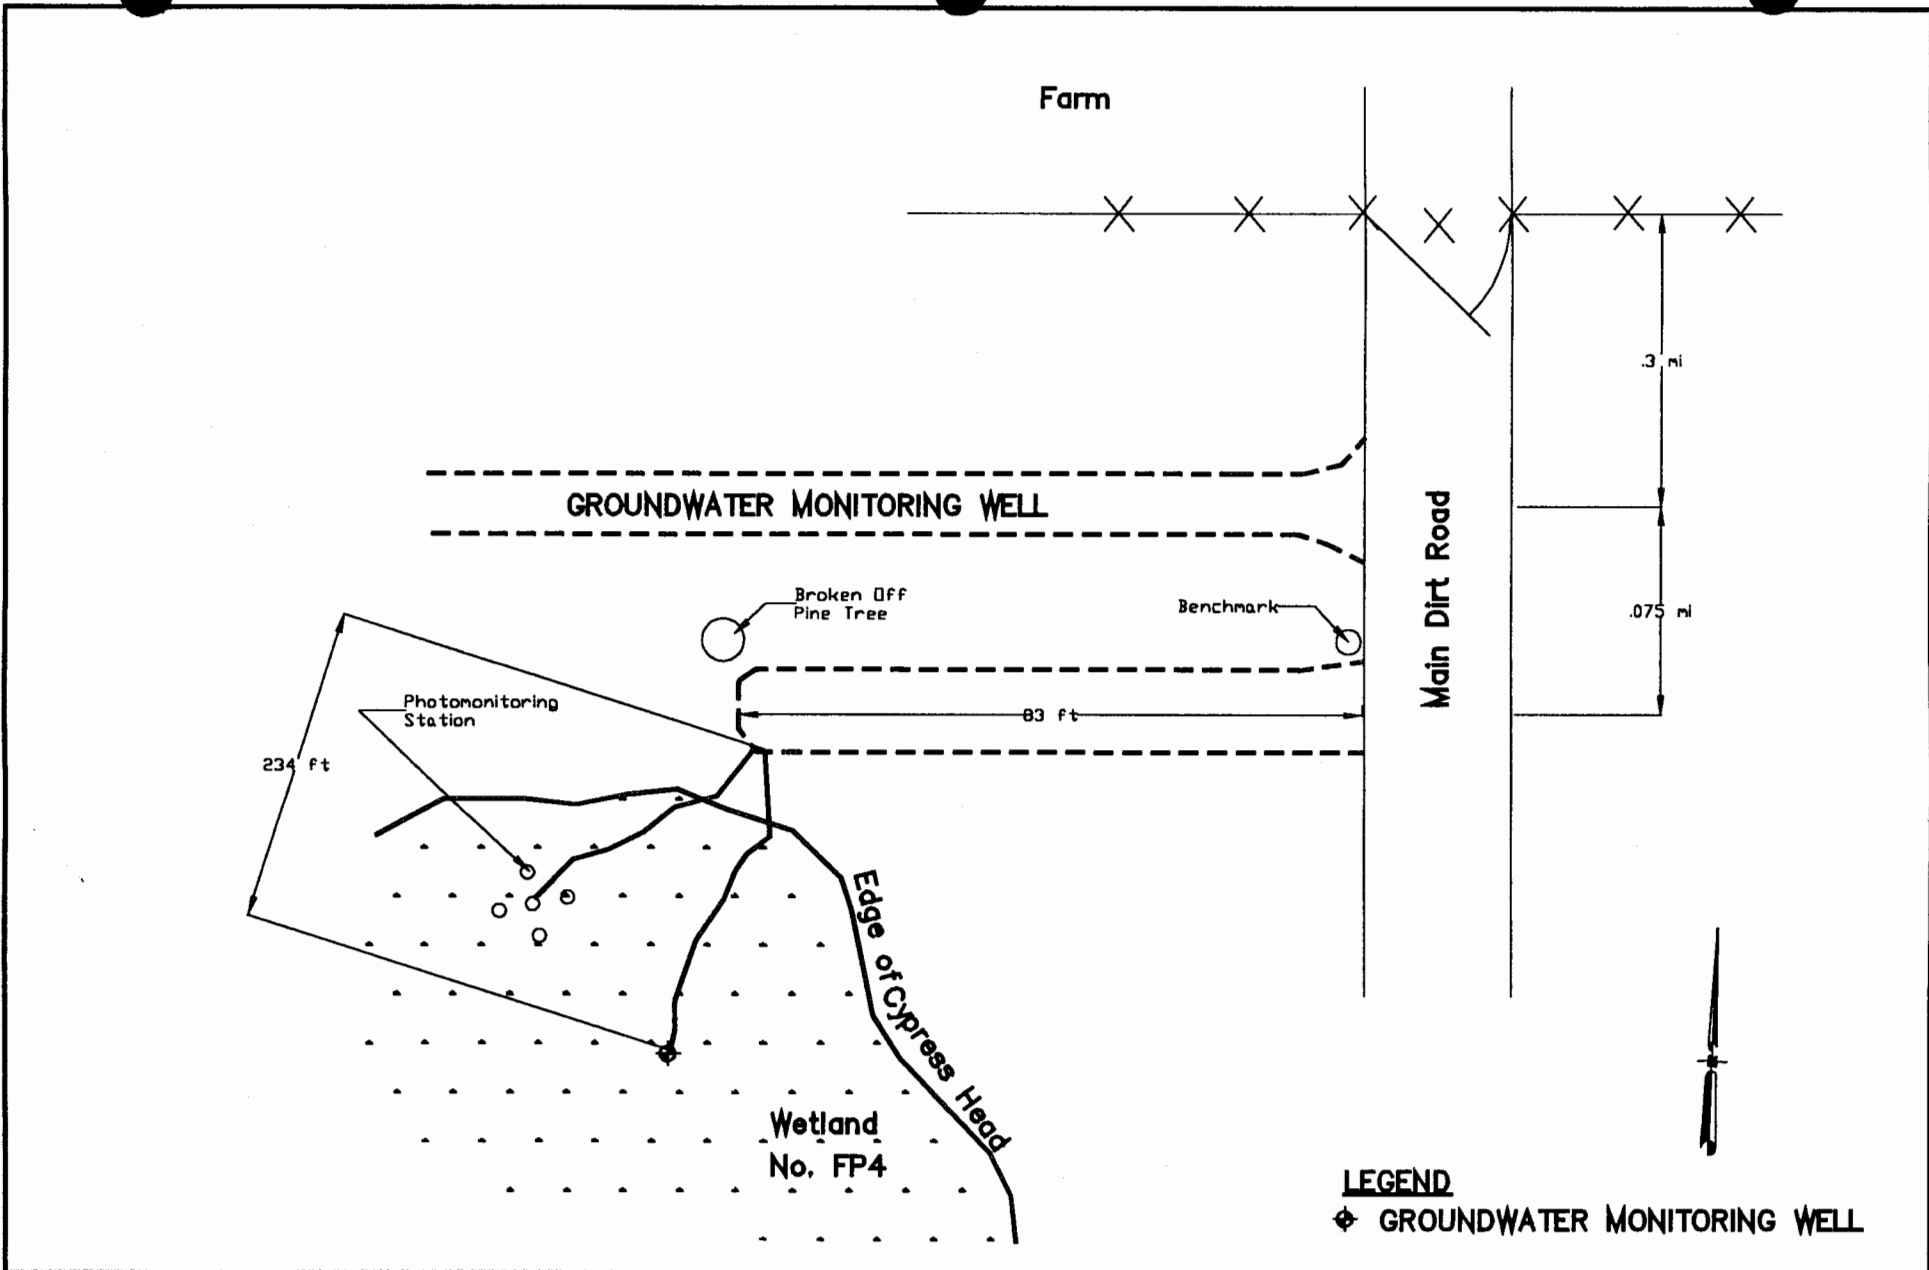 Farm
.3 mi
GROUNDWATER MONITORING WELL
Main Dirt Road
Broken Off
Pine Tree
Benchmark
.075 mi
Photomonitoring
Station
83 ft
234 ft
Edge of Cypress Head
Wetland
No. FP4
LEGEND
GROUNDWATER MONITORING WELL